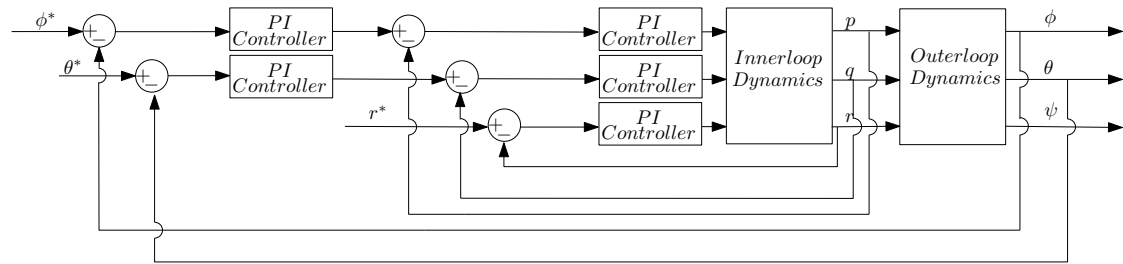 ϕ*
+
−
PI
Controller
+
−
PI
Controller
p
ϕ
θ*
+
−
PI
Controller
+
−
PI
Controller
Innerloop
Dynamics
q
Outerloop
Dynamics
θ
r*
+
−
PI
Controller
r
ψ